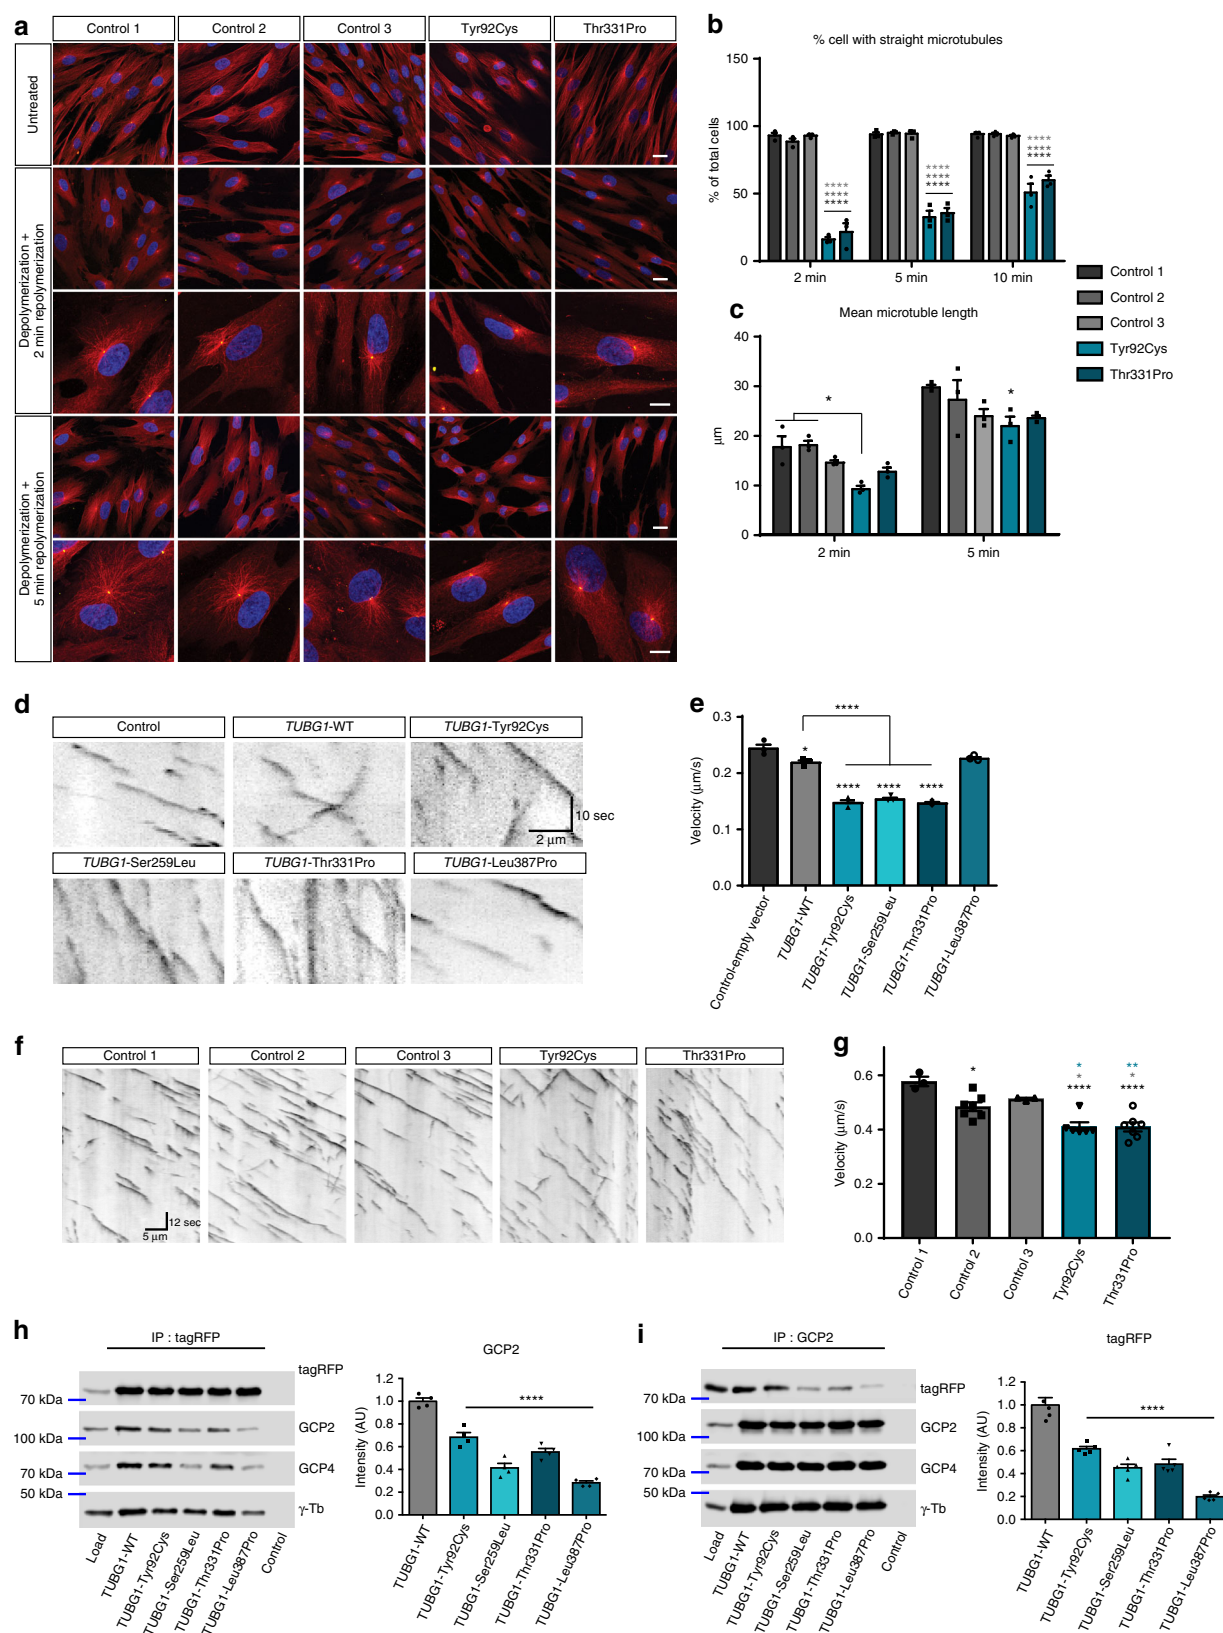 a
Control 1
Control 2
Control 3
Tyr92Cys
Thr331Pro
Untreated
Depolymerization +
2 min repolymerization
Depolymerization +
5 min repolymerization
b
% cell with straight microtubules
% of total cells
150
100
50
0
****
****
****
****
****
****
****
****
****
2 min
5 min
10 min
Control 1
Control 2
Control 3
Tyr92Cys
Thr331Pro
c
Mean microtuble length
µm
40
30
20
10
0
*
*
2 min
5 min
d
Control
TUBG1-WT
TUBG1-Tyr92Cys
10 sec
2 µm
TUBG1-Ser259Leu
TUBG1-Thr331Pro
TUBG1-Leu387Pro
e
Velocity (µm/s)
0.3
0.2
0.1
0.0
****
*
****
****
****
Control-empty vector
TUBG1-WT
TUBG1-Tyr92Cys
TUBG1-Ser259Leu
TUBG1-Thr331Pro
TUBG1-Leu387Pro
f
Control 1
Control 2
Control 3
Tyr92Cys
Thr331Pro
12 sec
5 µm
g
Velocity (µm/s)
0.6
0.4
0.2
0.0
*
*
*
****
**
*
****
Control 1
Control 2
Control 3
Tyr92Cys
Thr331Pro
h
IP : tagRFP
tagRFP
70 kDa
GCP2
100 kDa
GCP4
70 kDa
50 kDa
γ-Tb
Load
TUBG1-WT
TUBG1-Tyr92Cys
TUBG1-Ser259Leu
TUBG1-Thr331Pro
TUBG1-Leu387Pro
Control
GCP2
Intensity (AU)
1.2
1.0
0.8
0.6
0.4
0.2
0.0
****
TUBG1-WT
TUBG1-Tyr92Cys
TUBG1-Ser259Leu
TUBG1-Thr331Pro
TUBG1-Leu387Pro
i
IP : GCP2
tagRFP
70 kDa
GCP2
100 kDa
GCP4
70 kDa
50 kDa
γ-Tb
Load
TUBG1-WT
TUBG1-Tyr92Cys
TUBG1-Ser259Leu
TUBG1-Thr331Pro
TUBG1-Leu387Pro
Control
tagRFP
Intensity (AU)
1.2
1.0
0.8
0.6
0.4
0.2
0.0
****
TUBG1-WT
TUBG1-Tyr92Cys
TUBG1-Ser259Leu
TUBG1-Thr331Pro
TUBG1-Leu387Pro